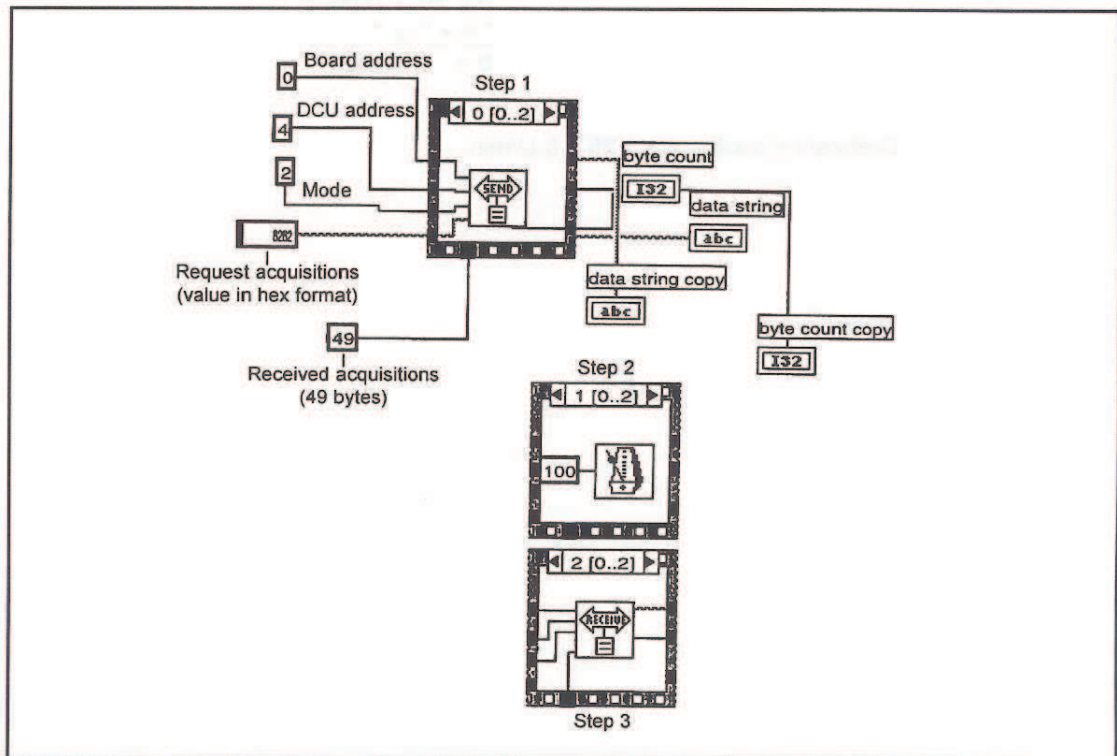 Board address
0
Step 1
0 [0..2]
DCU address
4
byte count
2
I32
Mode
SEND
data string
abc
8282
Request acquisitions
(value in hex format)
data string copy
abc
49
byte count copy
I32
Received acquisitions
(49 bytes)
Step 2
1 [0..2]
100
2 [0..2]
RECEIVE
Step 3